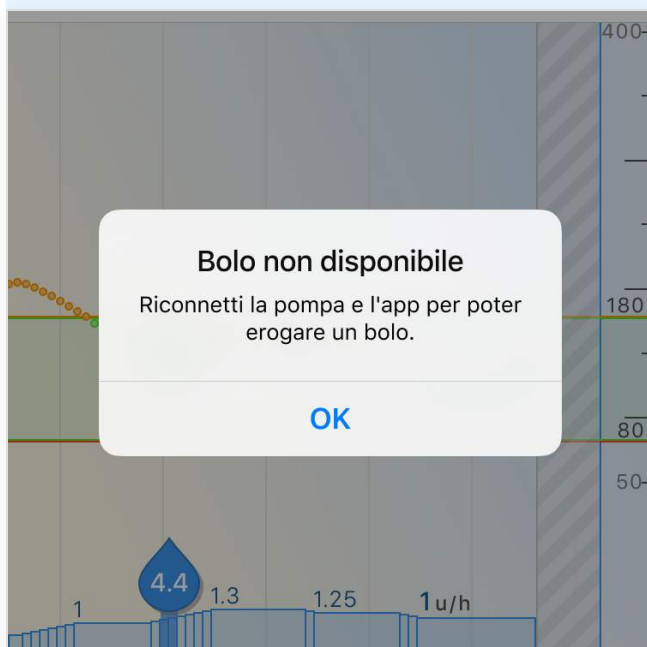 400
Bolo non disponibile
Riconnetti la pompa e l'app per poter
erogare un bolo.
180
OK
80
50
4.4
1
1.3
1.25
1 u/h